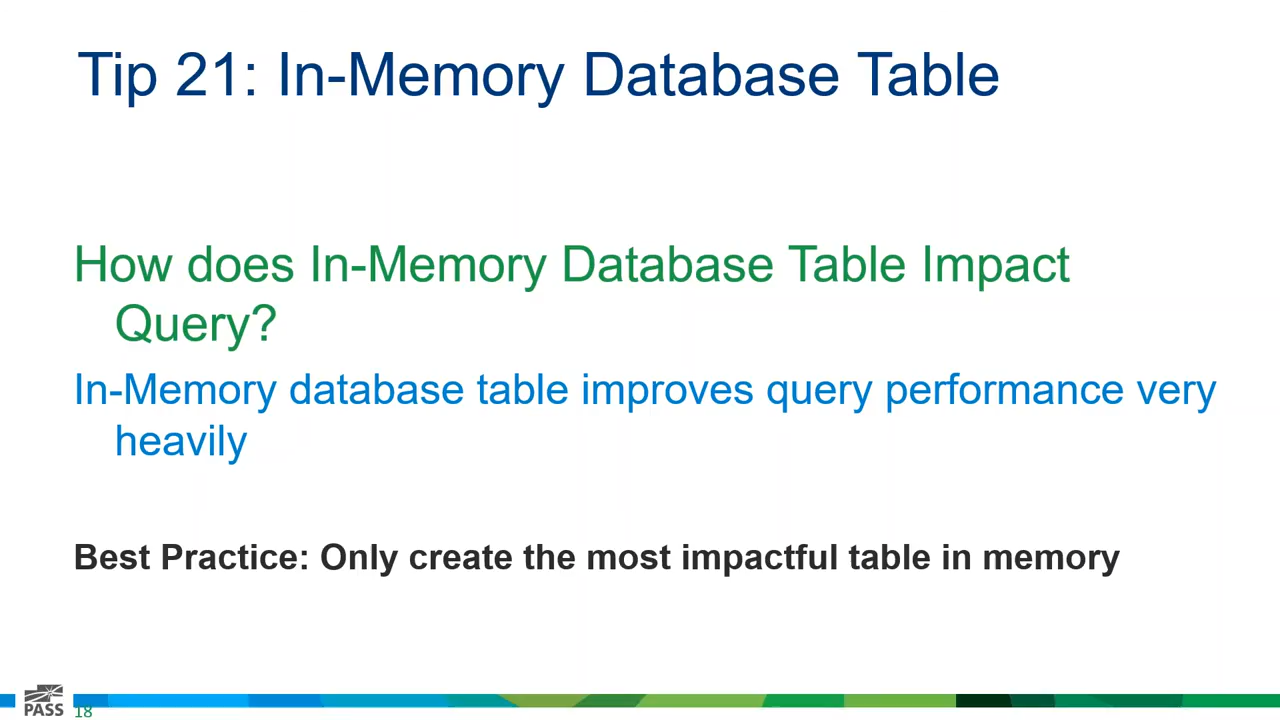 Tip 21: In-Memory Database Table
How does In-Memory Database Table Impact
Query?
In-Memory database table improves query performance very
heavily
Best Practice: Only create the most impactful table in memory
PASS
18